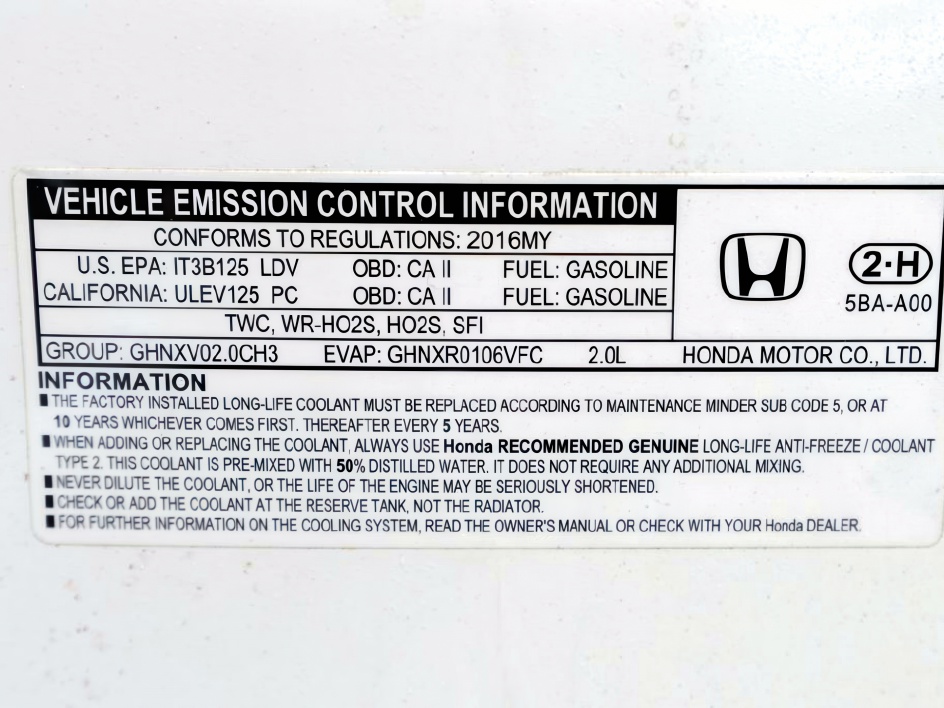 VEHICLE EMISSION CONTROL INFORMATION
CONFORMS TO REGULATIONS: 2016MY
U.S. EPA: IT3B125 LDV OBD: CA II FUEL: GASOLINE
CALIFORNIA: ULEV125 PC OBD: CA II FUEL: GASOLINE
TWC, WR-HO2S, HO2S, SFI
2·H
5BA-A00
GROUP: GHNXV02.0CH3 EVAP: GHNXR0106VFC 2.0L HONDA MOTOR CO., LTD.
INFORMATION
■ THE FACTORY INSTALLED LONG-LIFE COOLANT MUST BE REPLACED ACCORDING TO MAINTENANCE MINDER SUB CODE 5, OR AT
10 YEARS WHICHEVER COMES FIRST. THEREAFTER EVERY 5 YEARS.
■ WHEN ADDING OR REPLACING THE COOLANT, ALWAYS USE Honda RECOMMENDED GENUINE LONG-LIFE ANTI-FREEZE / COOLANT
TYPE 2. THIS COOLANT IS PRE-MIXED WITH 50% DISTILLED WATER. IT DOES NOT REQUIRE ANY ADDITIONAL MIXING.
■ NEVER DILUTE THE COOLANT, OR THE LIFE OF THE ENGINE MAY BE SERIOUSLY SHORTENED.
■ CHECK OR ADD THE COOLANT AT THE RESERVE TANK, NOT THE RADIATOR.
■ FOR FURTHER INFORMATION ON THE COOLING SYSTEM, READ THE OWNER'S MANUAL OR CHECK WITH YOUR Honda DEALER.